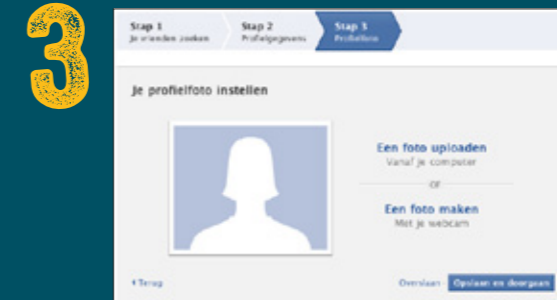 3
Stap 1
Je vrienden zoeken
Stap 2
Profielgegevens
Stap 3
Profielfoto
Je profielfoto instellen
Een foto uploaden
Vanaf je computer
or
Een foto maken
Met je webcam
Terug
Overslaan · Opslaan en doorgaan